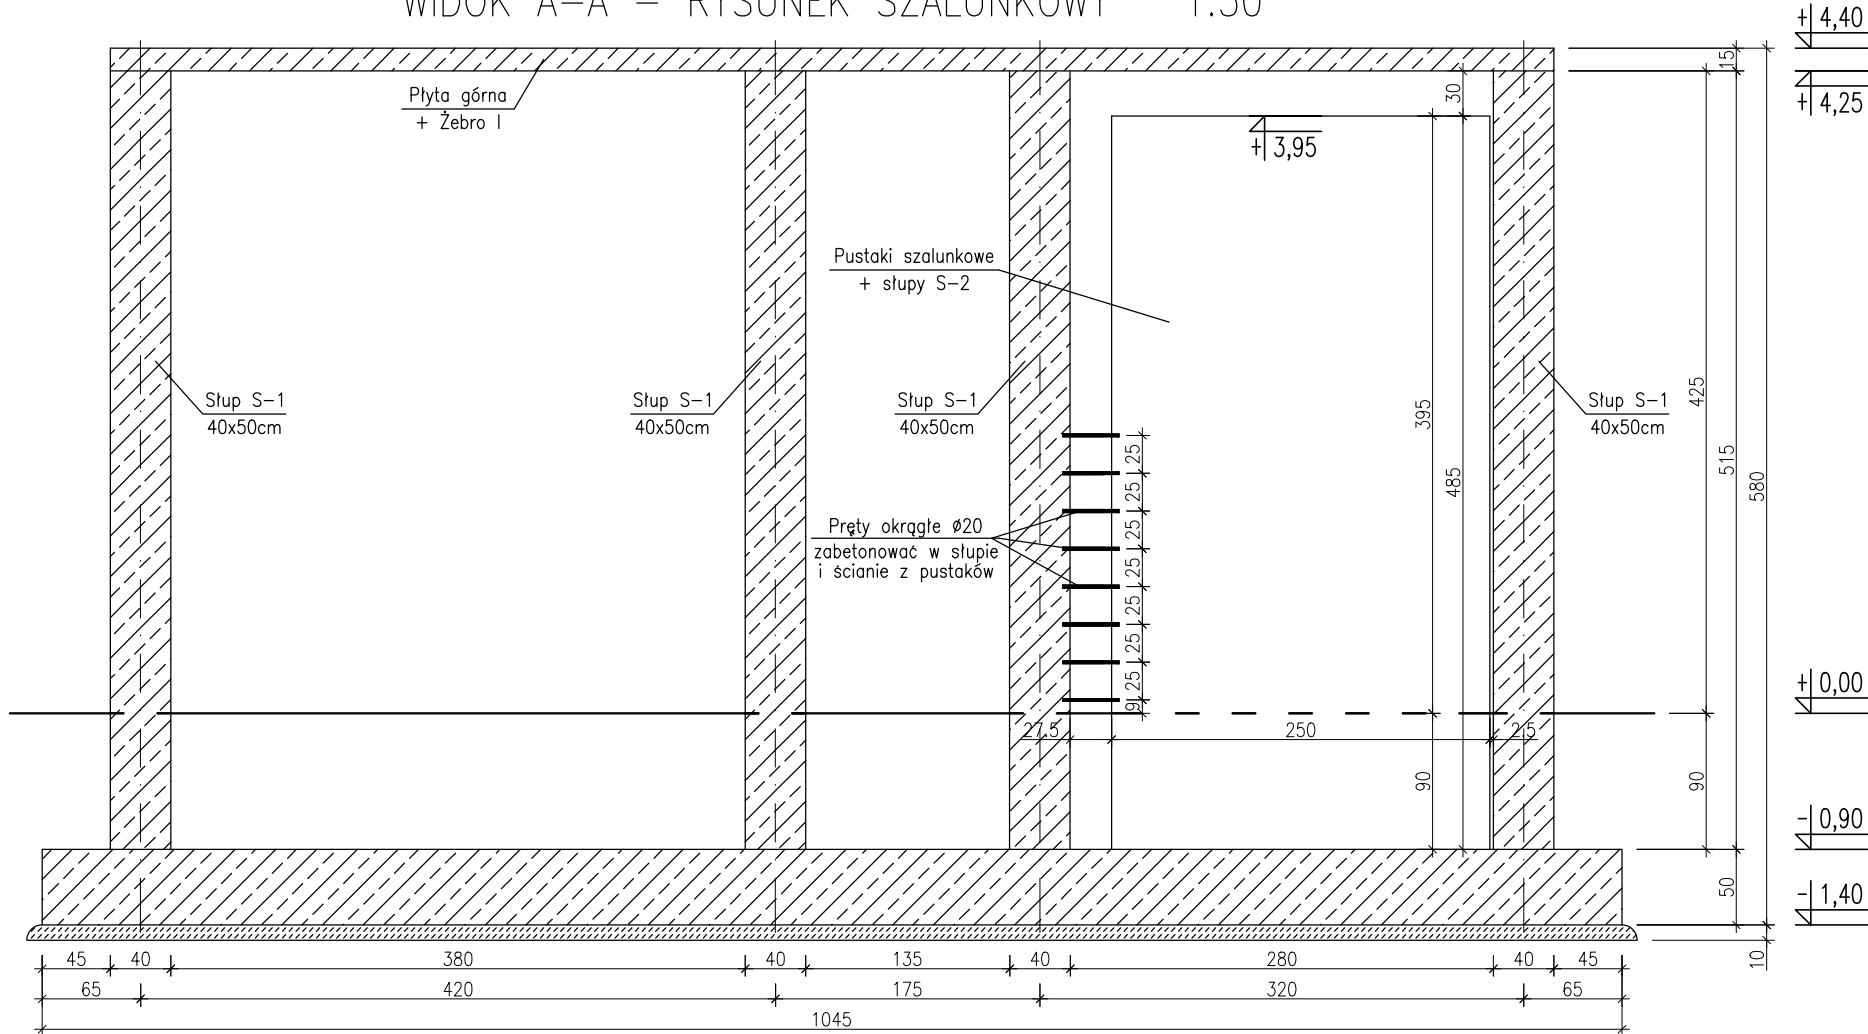 WIDOK A-A - RYSUNEK SZALUNKOWY 1:50
+ 4,40
15
+ 4,25
Płyta górna
+ Żebro I
30
+ 3,95
Pustaki szalunkowe
+ słupy S-2
Słup S-1
40x50cm
Słup S-1
40x50cm
Słup S-1
40x50cm
Słup S-1
40x50cm
395
425
485
515
580
25
25
25
25
25
25
25
9
Pręty okrągłe ø20
zabetonować w słupie
i ścianie z pustaków
+ 0,00
27,5
250
2,5
90
90
- 0,90
50
- 1,40
10
45 40 380 40 135 40 280 40 45
65 420 175 320 65
1045